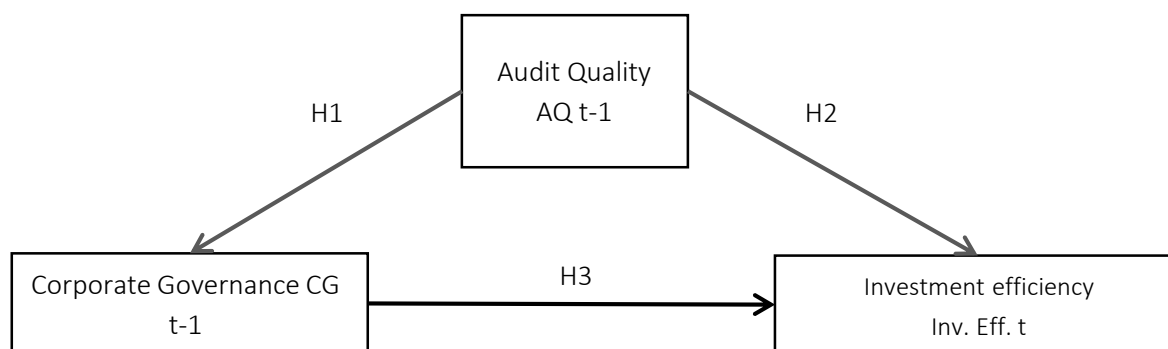 Audit Quality
AQ t-1
H1
H2
Corporate Governance CG
t-1
H3
Investment efficiency
Inv. Eff. t